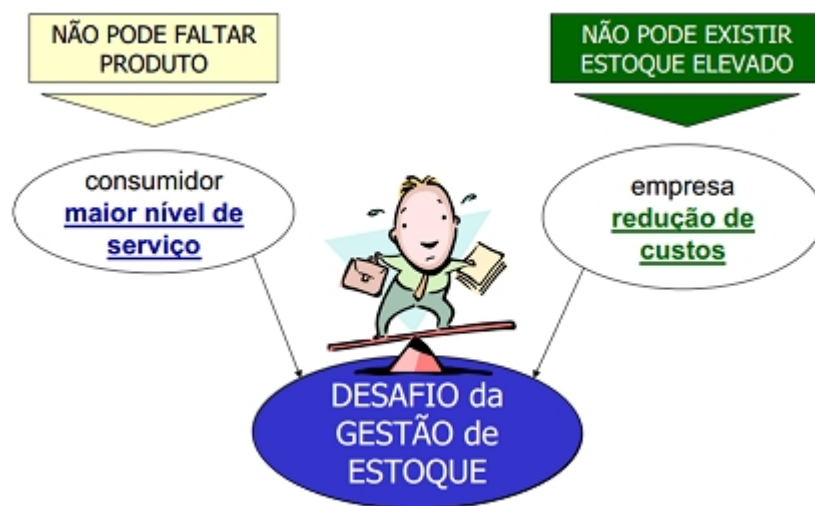 NÃO PODE FALTAR
PRODUTO
NÃO PODE EXISTIR
ESTOQUE ELEVADO
consumidor
maior nível de
serviço
empresa
redução de
custos
DESAFIO da
GESTÃO de
ESTOQUE